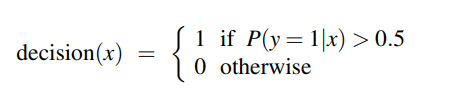 decision(x) = { 1 if P(y = 1|x) > 0.5
0 otherwise